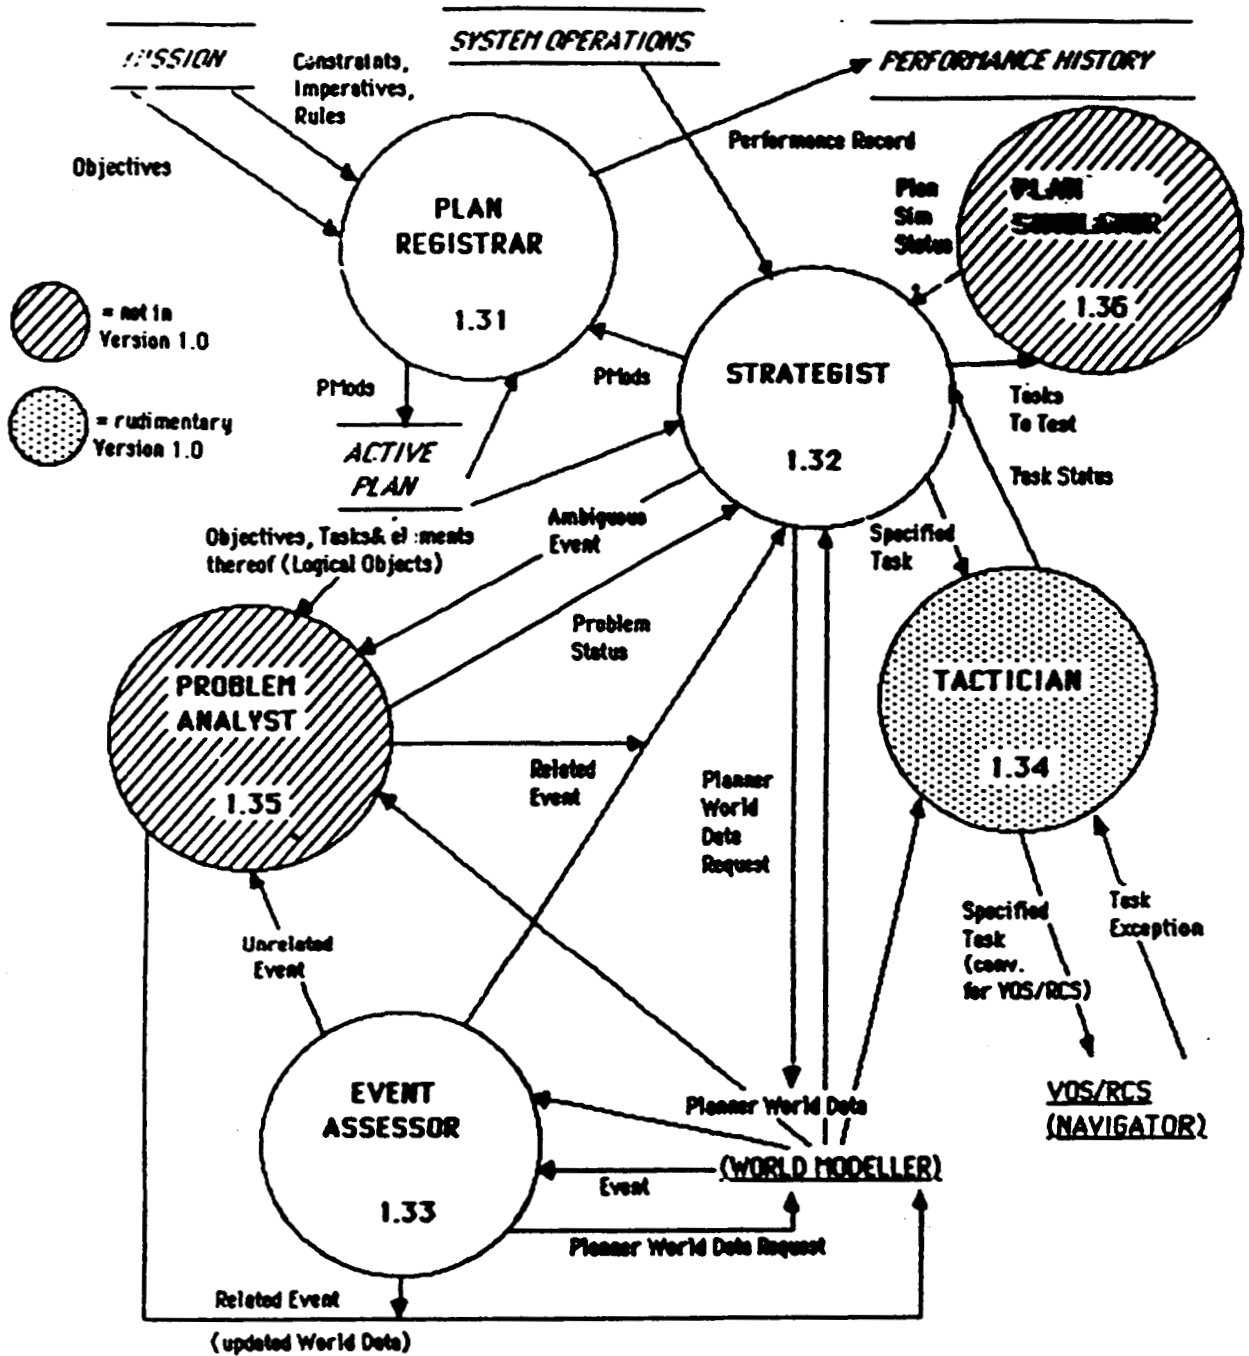 SYSTEM OPERATIONS
PERFORMANCE HISTORY
Constraints,
Imperatives,
Rules
Objectives
Performance Record
PLAN
REGISTRAR
1.31
Plan
Sim
Status
PLAN
1.36
= not in
Version 1.0
= rudimentary
Version 1.0
PMods
PMods
STRATEGIST
1.32
Tasks
To Test
Task Status
ACTIVE
PLAN
Objectives, Tasks &
thereof (Logical Objects)
Ambiguous
Event
Specified
Task
Problem
Status
PROBLEM
ANALYST
1.35
TACTICIAN
1.34
Related
Event
Planner
World
Data
Request
Unrelated
Event
Specified
Task
(conv.
for VOS/RCS)
Task
Exception
EVENT
ASSESSOR
1.33
Planner World Data
VOS/RCS
(NAVIGATOR)
(WORLD MODELLER)
Event
Planner World Data Request
Related Event
(updated World Data)